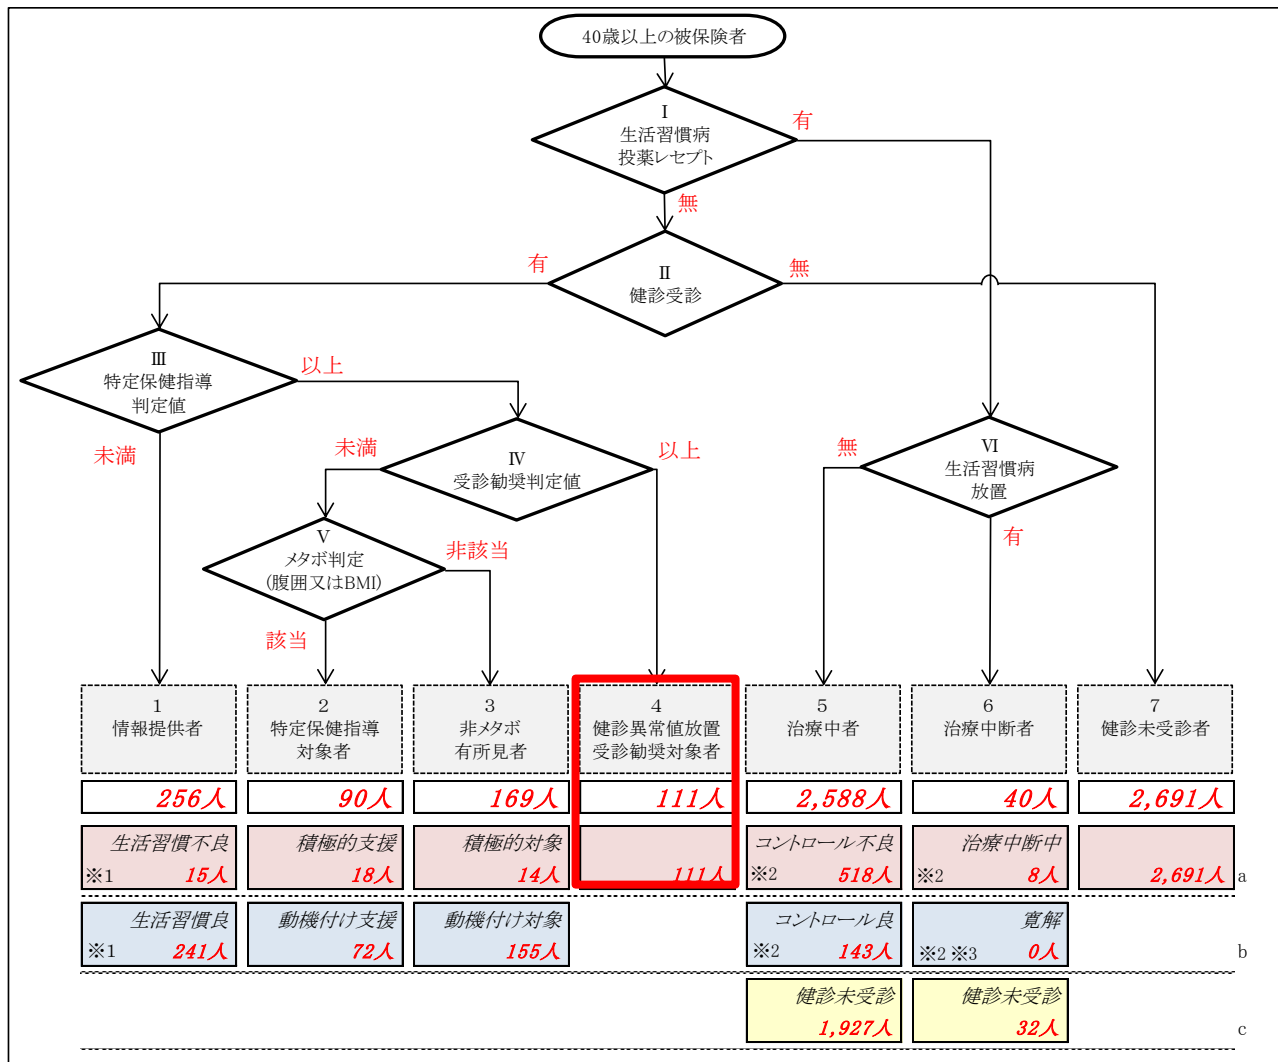 40歳以上の被保険者
Ⅰ
生活習慣病
投薬レセプト
有
無
Ⅱ
健診受診
有
無
Ⅲ
特定保健指導
判定値
以上
未満
Ⅳ
受診勧奨判定値
未満
以上
Ⅵ
生活習慣病
放置
無
有
Ⅴ
メタボ判定
(腹囲又はBMI)
非該当
該当
1
情報提供者
2
特定保健指導
対象者
3
非メタボ
有所見者
4
健診異常値放置
受診勧奨対象者
5
治療中者
6
治療中断者
7
健診未受診者
256人
90人
169人
111人
2,588人
40人
2,691人
生活習慣不良
※1 15人
積極的支援
18人
積極的対象
14人
111人
コントロール不良
※2 518人
治療中断中
※2 8人
2,691人
a
生活習慣良
※1 241人
動機付け支援
72人
動機付け対象
155人
コントロール良
※2 143人
寛解
※2 ※3 0人
b
健診未受診
1,927人
健診未受診
32人
c